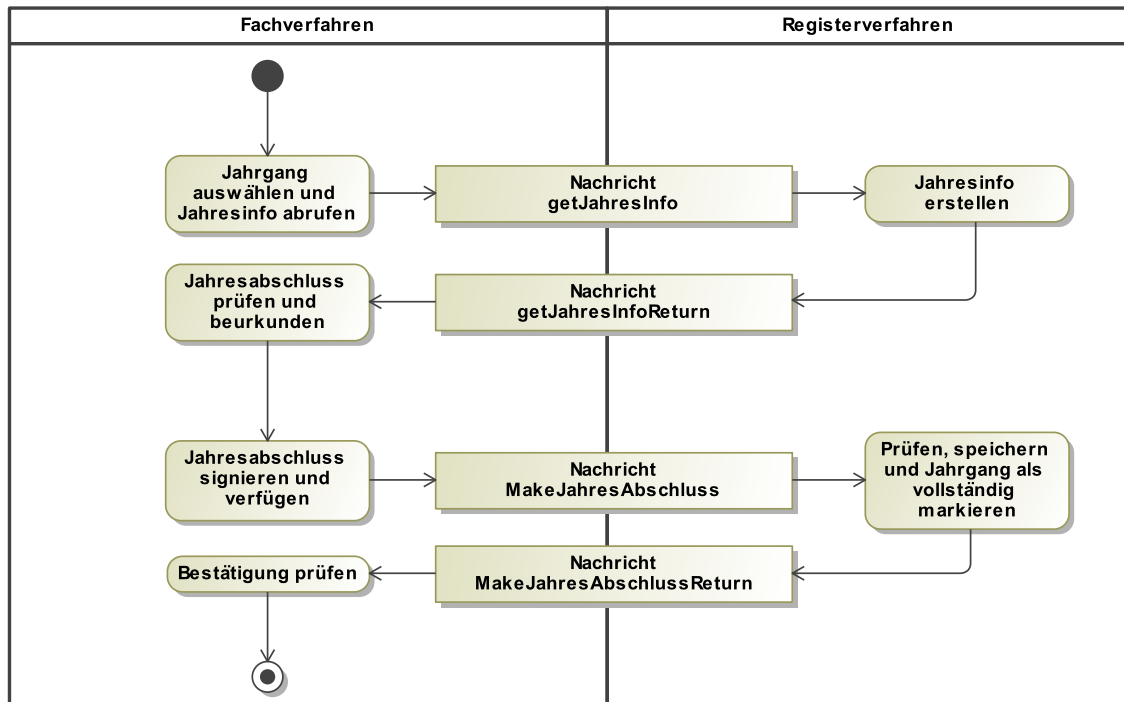 Fachverfahren
Registerverfahren
Jahrgang
auswählen und
Jahresinfo abrufen
Nachricht
getJahresInfo
Jahresinfo
erstellen
Jahresabschluss
prüfen und
beurkunden
Nachricht
getJahresInfoReturn
Jahresabschluss
signieren und
verfügen
Nachricht
MakeJahresAbschluss
Prüfen, speichern
und Jahrgang als
vollständig
markieren
Bestätigung prüfen
Nachricht
MakeJahresAbschlussReturn